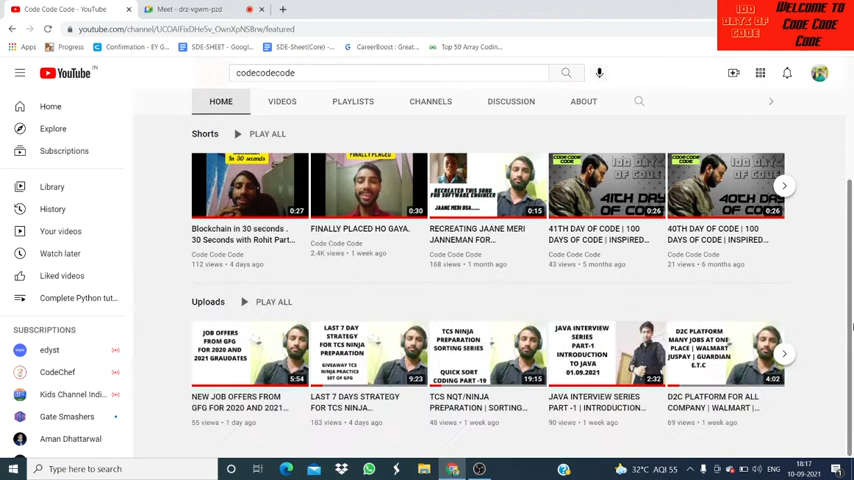 Code Code Code - YouTube
Meet - drz-vgwm-pzd
youtube.com/channel/UCOAlFixDHe5v_OwnXpNSBrw/featured
Apps
Progress
Confirmation - EY G...
SDE-SHEET - Googl...
SDE-Sheet(Core) -...
CareerBoost : Great...
Top 50 Array Codin...
100
DAYS OF
CODE
WELCOME TO
CODE CODE
CODE
YouTube
IN
codecodecode
Home
Explore
Subscriptions
Library
History
Your videos
Watch later
Liked videos
Complete Python tut...
SUBSCRIPTIONS
edyst
CodeChef
Kids Channel Indi...
Gate Smashers
Aman Dhattarwal
HOME
VIDEOS
PLAYLISTS
CHANNELS
DISCUSSION
ABOUT
Shorts
PLAY ALL
In 30 seconds
0:27
FINALLY PLACED
0:30
RECREATED THIS SONG
FOR SOFTWARE ENGINEER
JAANE MERI
0:15
CODE CODE CODE
100
DAYS OF CODE
41TH DAY
OF CODE
0:26
CODE CODE CODE
100
DAYS OF CODE
40TH DAY
OF CODE
0:26
Blockchain in 30 seconds .
30 Seconds with Rohit Part...
Code Code Code
112 views • 4 days ago
FINALLY PLACED HO GAYA.
Code Code Code
2.4K views • 1 week ago
RECREATING JAANE MERI
JANNEMAN FOR...
Code Code Code
168 views • 1 month ago
41TH DAY OF CODE | 100
DAYS OF CODE | INSPIRED...
Code Code Code
43 views • 5 months ago
40TH DAY OF CODE | 100
DAYS OF CODE | INSPIRED...
Code Code Code
21 views • 6 months ago
Uploads
PLAY ALL
JOB OFFERS
FROM GFG
FOR 2020 AND
2021
GRAUDATES
5:54
LAST 7 DAY
STRATEGY
FOR TCS NINJA
PREPARATION
GIVEAWAY TCS
NINJA PRACTICE
SET OF GFG
9:23
TCS NINJA
PREPARATION
SORTING
SERIES
QUICK SORT
CODING PART -19
19:15
JAVA INTERVIEW
SERIES
PART-1
INTRODUCTION
TO JAVA
01.09.2021
2:32
D2C PLATFORM
MANY JOBS AT
ONE PLACE
| WALMART
JUSPAY | GUARDIAN
E.T.C
4:02
NEW JOB OFFERS FROM
GFG FOR 2020 AND 2021...
55 views • 1 day ago
LAST 7 DAYS STRATEGY
FOR TCS NINJA...
183 views • 4 days ago
TCS NQT/NINJA
PREPARATION | SORTING...
48 views • 1 week ago
JAVA INTERVIEW SERIES
PART -1 | INTRODUCTION...
90 views • 1 week ago
D2C PLATFORM FOR ALL
COMPANY | WALMART |
69 views • 1 week ago
Type here to search
32°C AQI 55
ENG
18:17
10-09-2021